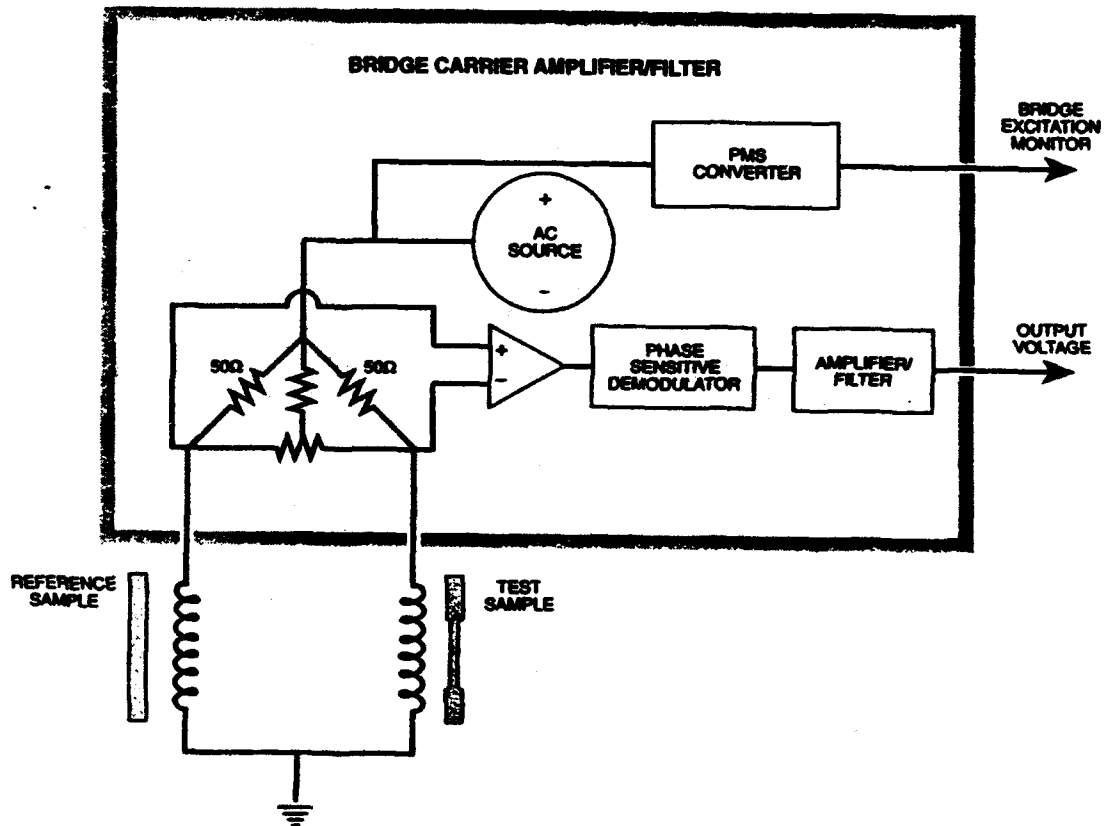 BRIDGE CARRIER AMPLIFIER/FILTER
BRIDGE
EXCITATION
MONITOR
PMS
CONVERTER
+
AC
SOURCE
-
OUTPUT
VOLTAGE
50Ω
50Ω
+
-
PHASE
SENSITIVE
DEMODULATOR
AMPLIFIER/
FILTER
REFERENCE
SAMPLE
TEST
SAMPLE